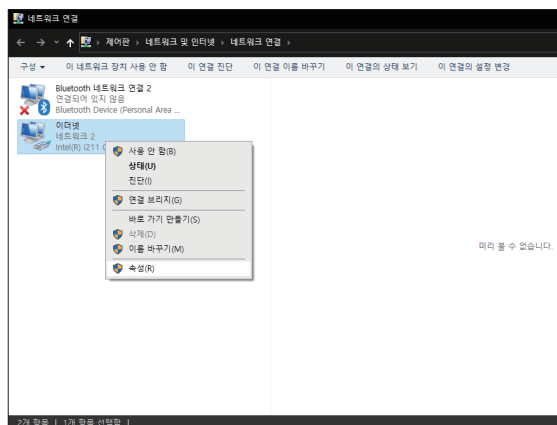 네트워크 연결
제어판 › 네트워크 및 인터넷 › 네트워크 연결 ›
구성 이 네트워크 장치 사용 안 함 이 연결 진단 이 연결 이름 바꾸기 이 연결의 상태 보기 이 연결의 설정 변경
Bluetooth 네트워크 연결 2
연결되어 있지 않음
Bluetooth Device (Personal Area ...
이더넷
네트워크 2
Intel(R) I211
사용 안 함(B)
상태(U)
진단(I)
연결 브리지(G)
바로 가기 만들기(S)
삭제(D)
이름 바꾸기(M)
속성(R)
미리 볼 수 없습니다.
2개 항목 | 1개 항목 선택함 |